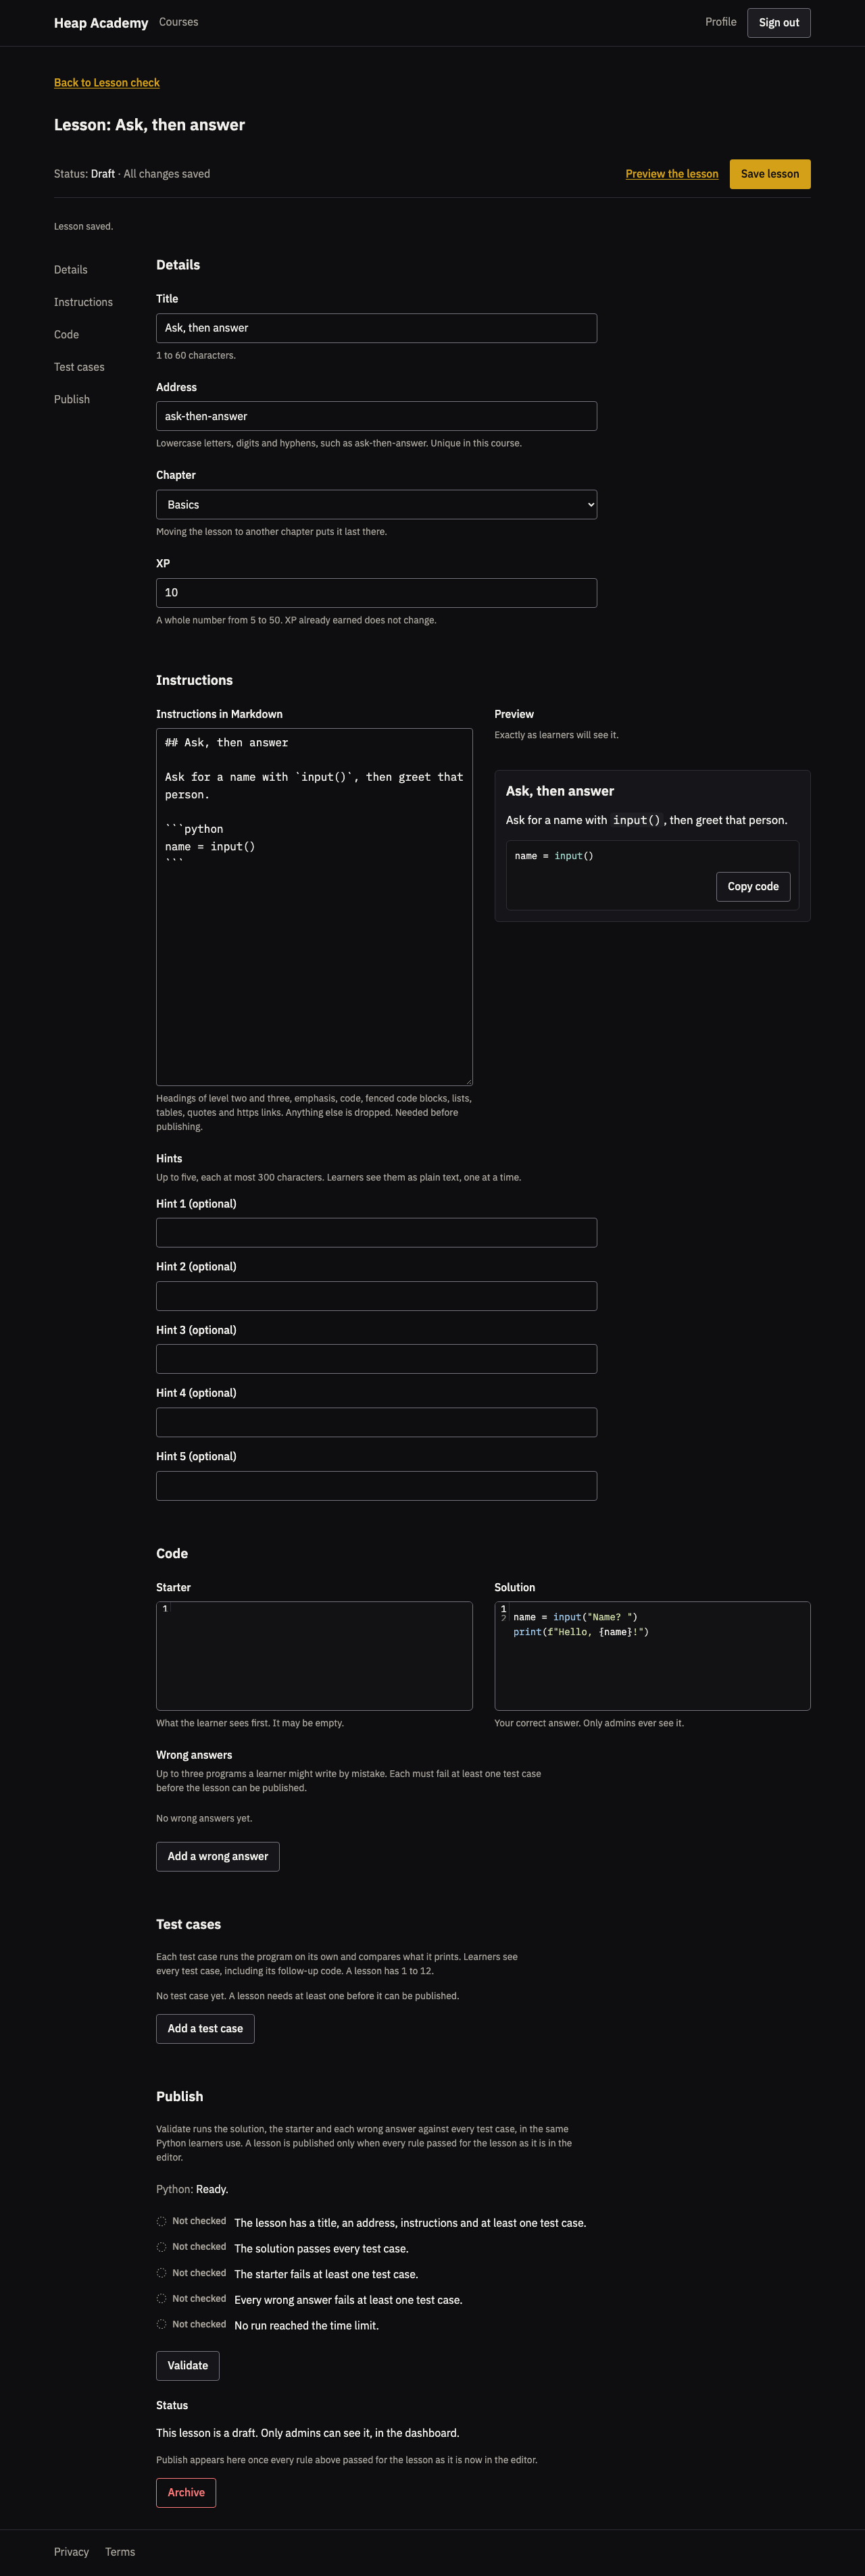 Heap Academy Courses Profile Sign out
Back to Lesson check
Lesson: Ask, then answer
Status: Draft · All changes saved Preview the lesson Save lesson
Lesson saved.
Details
Instructions
Code
Test cases
Publish
Details
Title
Ask, then answer
1 to 60 characters.
Address
ask-then-answer
Lowercase letters, digits and hyphens, such as ask-then-answer. Unique in this course.
Chapter
Basics
Moving the lesson to another chapter puts it last there.
XP
10
A whole number from 5 to 50. XP already earned does not change.
Instructions
Instructions in Markdown
## Ask, then answer
Ask for a name with `input()`, then greet that
person.
```python
name = input()
```
Headings of level two and three, emphasis, code, fenced code blocks, lists,
tables, quotes and https links. Anything else is dropped. Needed before
publishing.
Preview
Exactly as learners will see it.
Ask, then answer
Ask for a name with input(), then greet that person.
name = input()
Copy code
Hints
Up to five, each at most 300 characters. Learners see them as plain text, one at a time.
Hint 1 (optional)
Hint 2 (optional)
Hint 3 (optional)
Hint 4 (optional)
Hint 5 (optional)
Code
Starter
1
What the learner sees first. It may be empty.
Solution
1
2
name = input("Name? ")
print(f"Hello, {name}!")
Your correct answer. Only admins ever see it.
Wrong answers
Up to three programs a learner might write by mistake. Each must fail at least one test case
before the lesson can be published.
No wrong answers yet.
Add a wrong answer
Test cases
Each test case runs the program on its own and compares what it prints. Learners see
every test case, including its follow-up code. A lesson has 1 to 12.
No test case yet. A lesson needs at least one before it can be published.
Add a test case
Publish
Validate runs the solution, the starter and each wrong answer against every test case, in the same
Python learners use. A lesson is published only when every rule passed for the lesson as it is in the
editor.
Python: Ready.
Not checked The lesson has a title, an address, instructions and at least one test case.
Not checked The solution passes every test case.
Not checked The starter fails at least one test case.
Not checked Every wrong answer fails at least one test case.
Not checked No run reached the time limit.
Validate
Status
This lesson is a draft. Only admins can see it, in the dashboard.
Publish appears here once every rule above passed for the lesson as it is now in the editor.
Archive
Privacy Terms